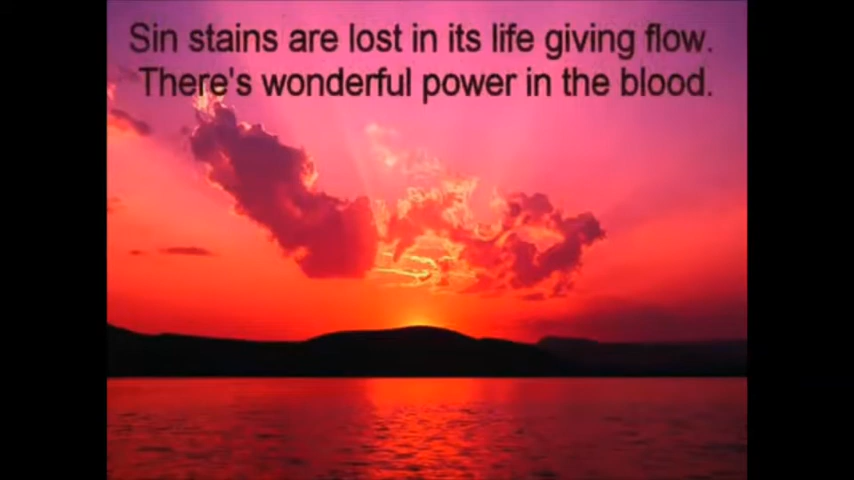 Sin stains are lost in its life giving flow.
There's wonderful power in the blood.